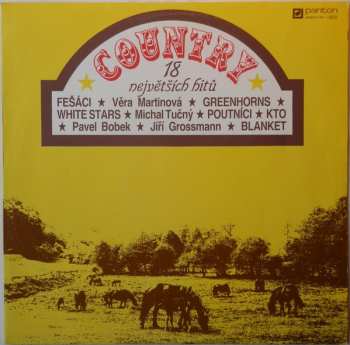 panton
COUNTRY
18
největších hitů
FEŠÁCI ★ Věra Martinová ★ GREENHORNS ★
WHITE STARS ★ Michal Tučný ★ POUTNÍCI ★ KTO
★ Pavel Bobek ★ Jiří Grossmann ★ BLANKET